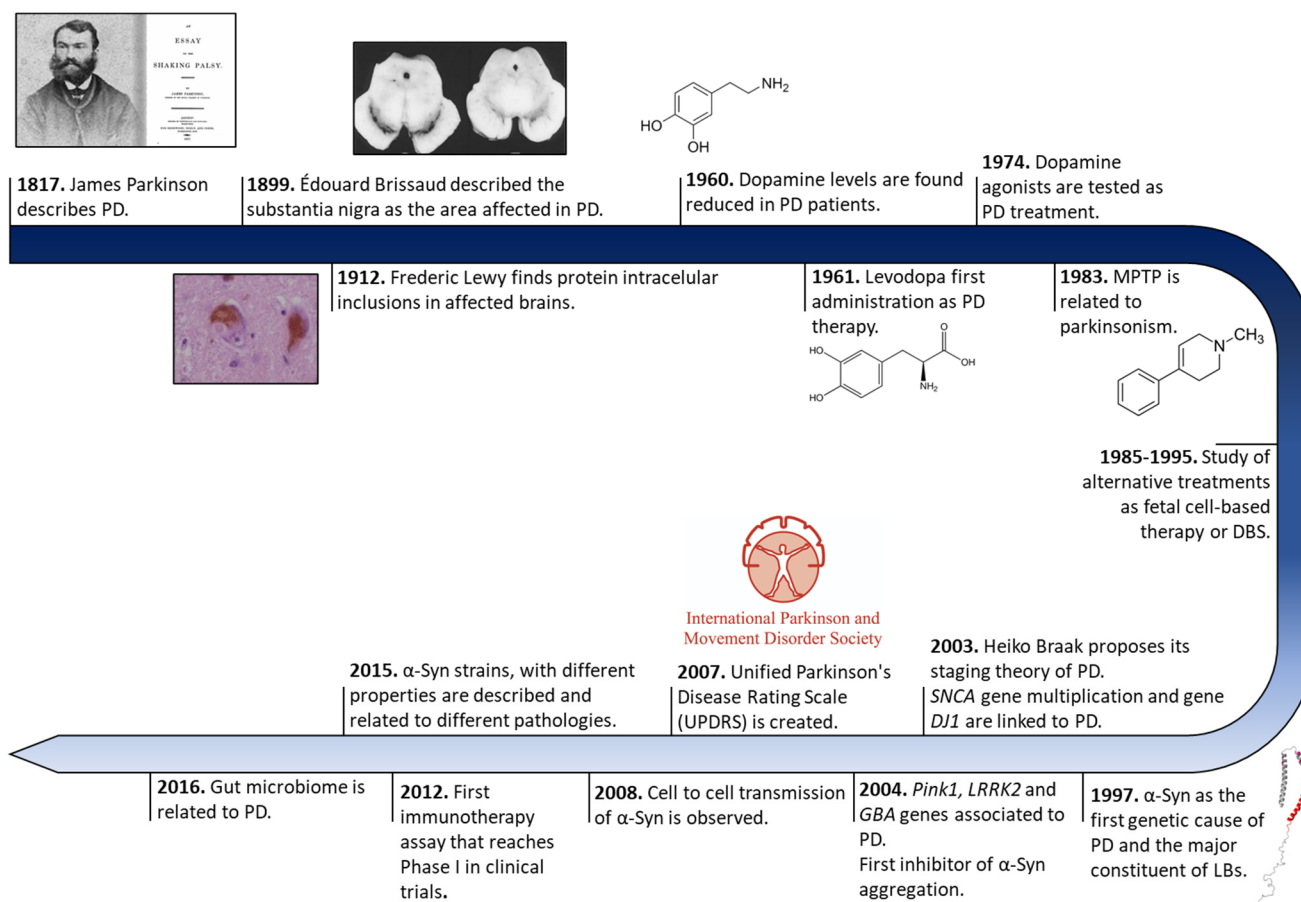 AN
ESSAY
ON THE
SHAKING PALSY.
BY
JAMES PARKINSON,
LONDON
1817. James Parkinson
describes PD.
1899. Édouard Brissaud described the
substantia nigra as the area affected in PD.
NH₂
HO
OH
1960. Dopamine levels are found
reduced in PD patients.
1974. Dopamine
agonists are tested as
PD treatment.
1912. Frederic Lewy finds protein intracelular
inclusions in affected brains.
1961. Levodopa first
administration as PD
therapy.
O
HO
OH
HO
NH₂
1983. MPTP is
related to
parkinsonism.
N
CH₃
1985-1995. Study of
alternative treatments
as fetal cell-based
therapy or DBS.
International Parkinson and
Movement Disorder Society
2003. Heiko Braak proposes its
staging theory of PD.
SNCA gene multiplication and gene
DJ1 are linked to PD.
2007. Unified Parkinson's
Disease Rating Scale
(UPDRS) is created.
2015. α-Syn strains, with different
properties are described and
related to different pathologies.
1997. α-Syn as the
first genetic cause of
PD and the major
constituent of LBs.
2004. Pink1, LRRK2 and
GBA genes associated to
PD.
First inhibitor of α-Syn
aggregation.
2008. Cell to cell transmission
of α-Syn is observed.
2012. First
immunotherapy
assay that reaches
Phase I in clinical
trials.
2016. Gut microbiome is
related to PD.